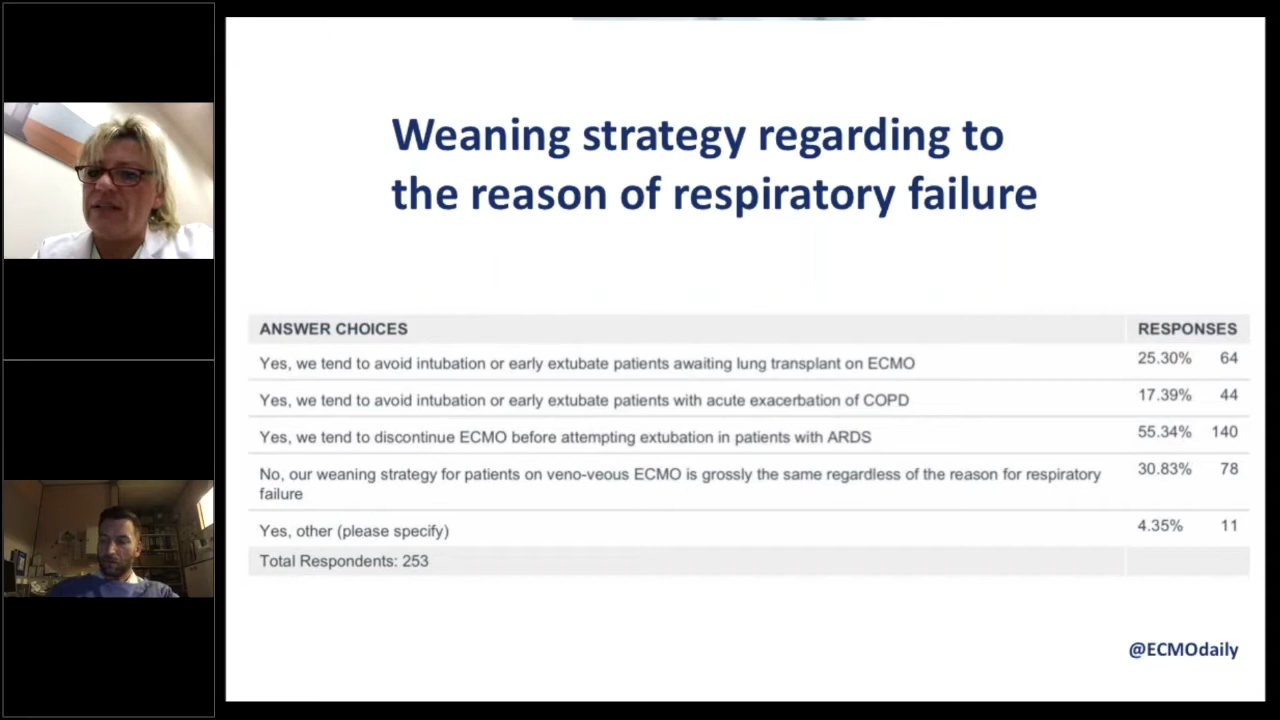 Weaning strategy regarding to
the reason of respiratory failure
ANSWER CHOICES RESPONSES
Yes, we tend to avoid intubation or early extubate patients awaiting lung transplant on ECMO 25.30% 64
Yes, we tend to avoid intubation or early extubate patients with acute exacerbation of COPD 17.39% 44
Yes, we tend to discontinue ECMO before attempting extubation in patients with ARDS 55.34% 140
No, our weaning strategy for patients on veno-veous ECMO is grossly the same regardless of the reason for respiratory 30.83% 78
failure
Yes, other (please specify) 4.35% 11
Total Respondents: 253
@ECMOdaily